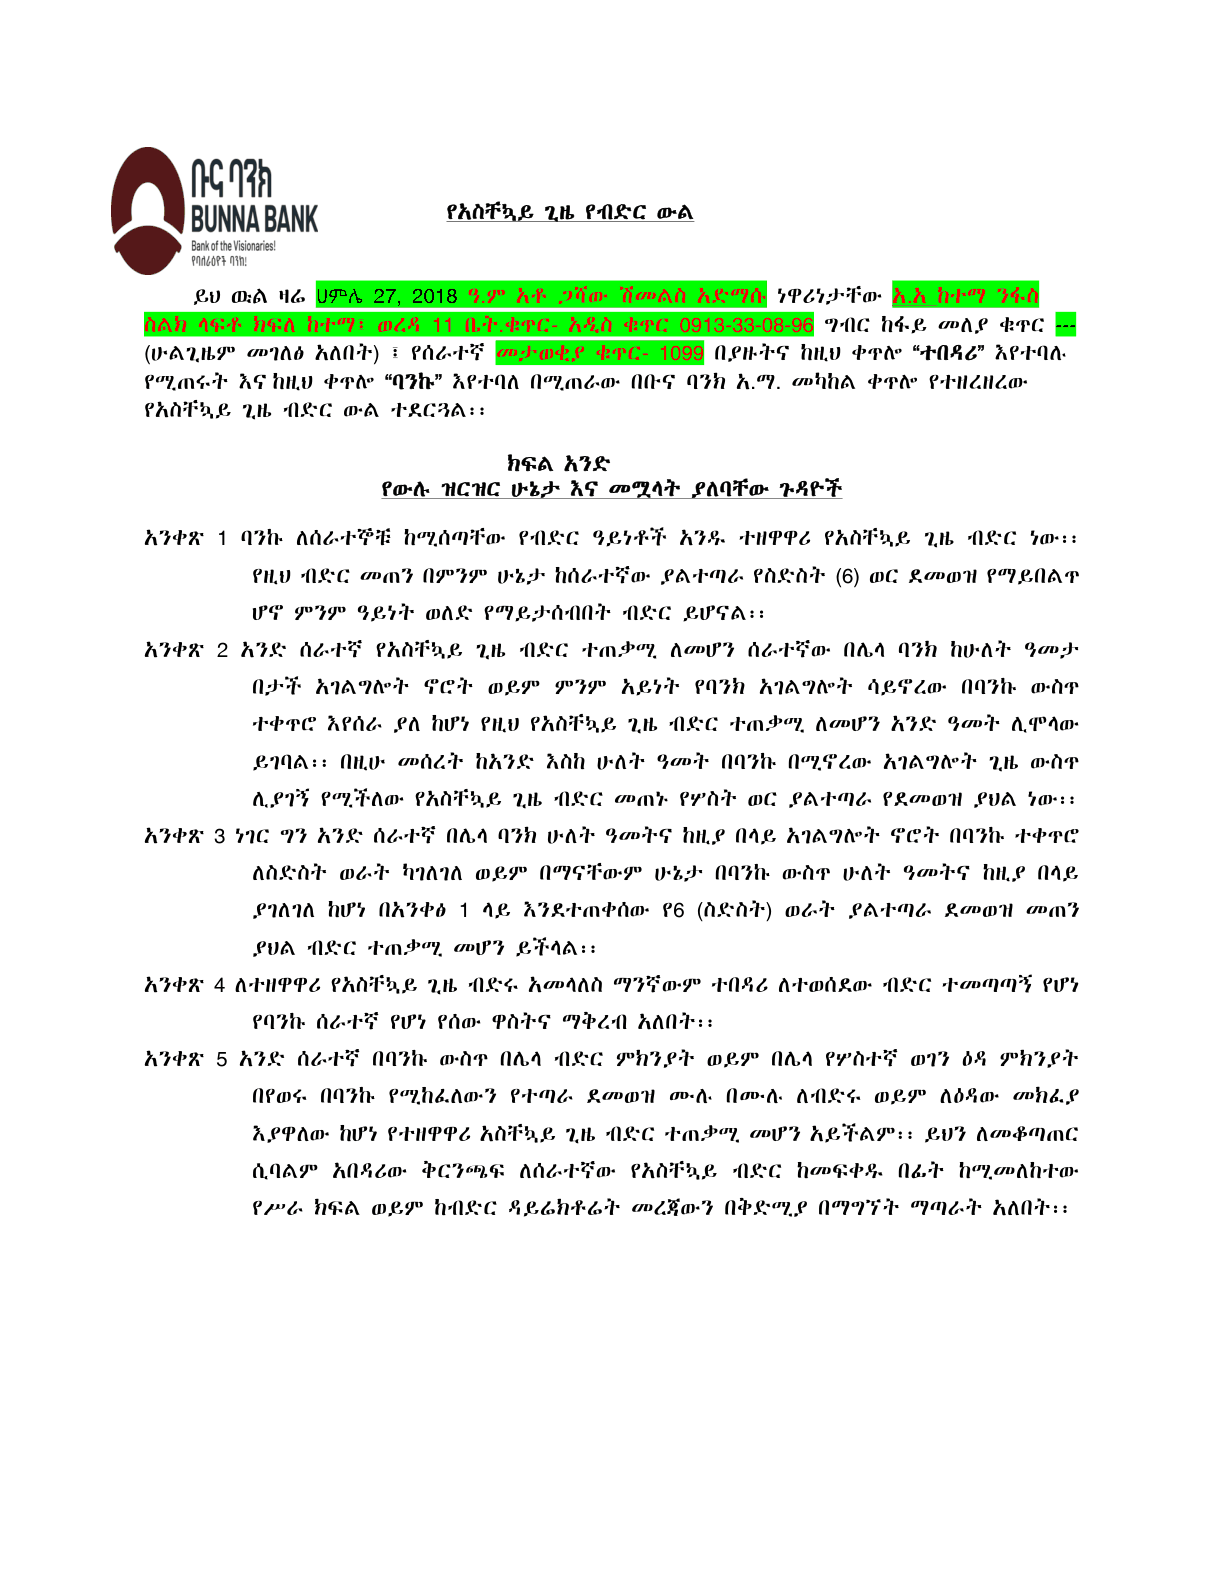 ቡና ባንክ
BUNNA BANK
Bank of the Visionaries!
የባለራዕዮች ባንክ!
የአስቸኳይ ጊዜ የብድር ውል
ይህ ዉል ዛሬ ሀምሌ 27, 2018 ዓ.ም አቶ ጋሻው ሽመልስ አድማሱ ነዋሪነታቸው አ.አ ከተማ ንፋስ
ስልክ ላፍቶ ክፍለ ከተማ፤ ወረዳ 11 ቤት.ቁጥር- አዲስ ቁጥር 0913-33-08-96 ግብር ከፋይ መለያ ቁጥር ---
(ሁልጊዜም መገለፅ አለበት) ፤ የሰራተኛ መታወቂያ ቁጥር- 1099 በያዙትና ከዚህ ቀጥሎ “ተበዳሪ” እየተባሉ
የሚጠሩት እና ከዚህ ቀጥሎ “ባንኩ” እየተባለ በሚጠራው በቡና ባንክ አ.ማ. መካከል ቀጥሎ የተዘረዘረው
የአስቸኳይ ጊዜ ብድር ውል ተደርጓል፡፡
ክፍል አንድ
የውሉ ዝርዝር ሁኔታ እና መሟላት ያለባቸው ጉዳዮች
አንቀጽ 1 ባንኩ ለሰራተኞቹ ከሚሰጣቸው የብድር ዓይነቶች አንዱ ተዘዋዋሪ የአስቸኳይ ጊዜ ብድር ነው፡፡
የዚህ ብድር መጠን በምንም ሁኔታ ከሰራተኛው ያልተጣራ የስድስት (6) ወር ደመወዝ የማይበልጥ
ሆኖ ምንም ዓይነት ወለድ የማይታሰብበት ብድር ይሆናል፡፡
አንቀጽ 2 አንድ ሰራተኛ የአስቸኳይ ጊዜ ብድር ተጠቃሚ ለመሆን ሰራተኛው በሌላ ባንክ ከሁለት ዓመታ
በታች አገልግሎት ኖሮት ወይም ምንም አይነት የባንክ አገልግሎት ሳይኖረው በባንኩ ውስጥ
ተቀጥሮ እየሰራ ያለ ከሆነ የዚህ የአስቸኳይ ጊዜ ብድር ተጠቃሚ ለመሆን አንድ ዓመት ሊሞላው
ይገባል፡፡ በዚሁ መሰረት ከአንድ እስከ ሁለት ዓመት በባንኩ በሚኖረው አገልግሎት ጊዜ ውስጥ
ሊያገኝ የሚችለው የአስቸኳይ ጊዜ ብድር መጠኑ የሦስት ወር ያልተጣራ የደመወዝ ያህል ነው፡፡
አንቀጽ 3 ነገር ግን አንድ ሰራተኛ በሌላ ባንክ ሁለት ዓመትና ከዚያ በላይ አገልግሎት ኖሮት በባንኩ ተቀጥሮ
ለስድስት ወራት ካገለገለ ወይም በማናቸውም ሁኔታ በባንኩ ውስጥ ሁለት ዓመትና ከዚያ በላይ
ያገለገለ ከሆነ በአንቀፅ 1 ላይ እንደተጠቀሰው የ6 (ስድስት) ወራት ያልተጣራ ደመወዝ መጠን
ያህል ብድር ተጠቃሚ መሆን ይችላል፡፡
አንቀጽ 4 ለተዘዋዋሪ የአስቸኳይ ጊዜ ብድሩ አመላለስ ማንኛውም ተበዳሪ ለተወሰደው ብድር ተመጣጣኝ የሆነ
የባንኩ ሰራተኛ የሆነ የሰው ዋስትና ማቅረብ አለበት፡፡
አንቀጽ 5 አንድ ሰራተኛ በባንኩ ውስጥ በሌላ ብድር ምክንያት ወይም በሌላ የሦስተኛ ወገን ዕዳ ምክንያት
በየወሩ በባንኩ የሚከፈለውን የተጣራ ደመወዝ ሙሉ በሙሉ ለብድሩ ወይም ለዕዳው መክፈያ
እያዋለው ከሆነ የተዘዋዋሪ አስቸኳይ ጊዜ ብድር ተጠቃሚ መሆን አይችልም፡፡ ይህን ለመቆጣጠር
ሲባልም አበዳሪው ቅርንጫፍ ለሰራተኛው የአስቸኳይ ብድር ከመፍቀዱ በፊት ከሚመለከተው
የሥራ ክፍል ወይም ከብድር ዳይሬክቶሬት መረጃውን በቅድሚያ በማግኘት ማጣራት አለበት፡፡